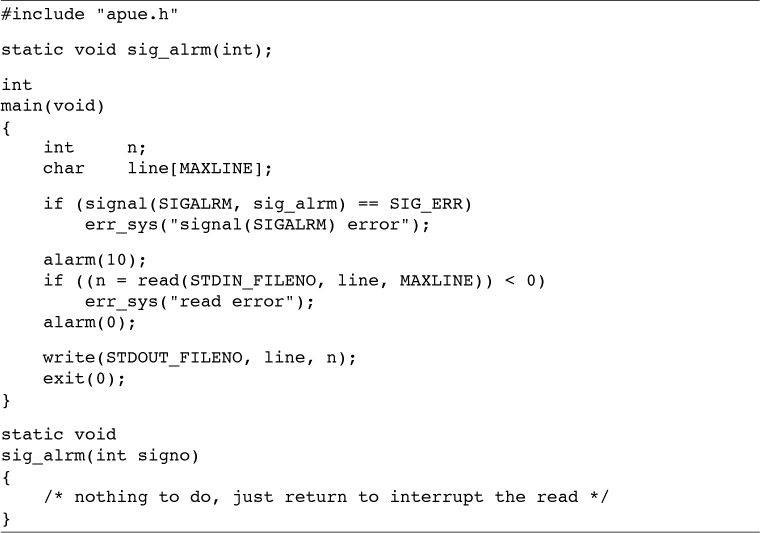 #include "apue.h"
static void sig_alrm(int);
int
main(void)
{
    int     n;
    char    line[MAXLINE];
    if (signal(SIGALRM, sig_alrm) == SIG_ERR)
        err_sys("signal(SIGALRM) error");
    alarm(10);
    if ((n = read(STDIN_FILENO, line, MAXLINE)) < 0)
        err_sys("read error");
    alarm(0);
    write(STDOUT_FILENO, line, n);
    exit(0);
}
static void
sig_alrm(int signo)
{
    /* nothing to do, just return to interrupt the read */
}